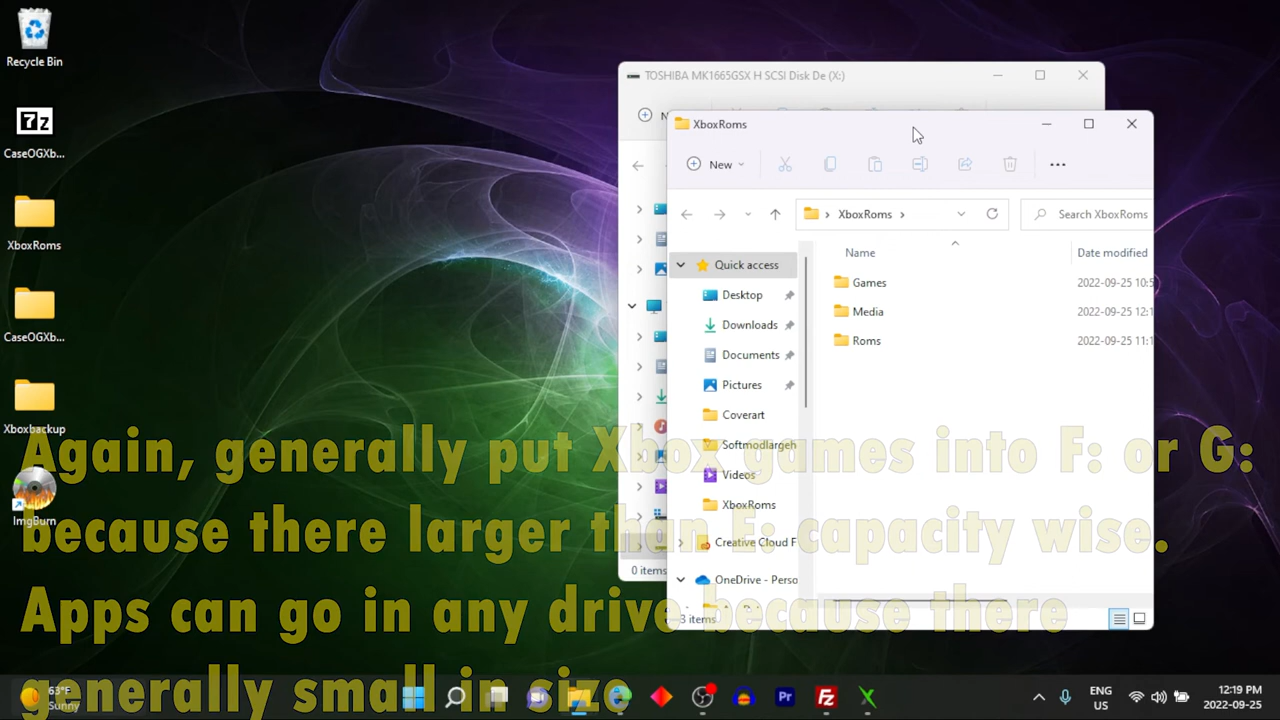 Recycle Bin
CaseOGXb...
XboxRoms
CaseOGXb...
Xboxbackup
ImgBurn
TOSHIBA MK1665GSX H SCSI Disk De (X:)
XboxRoms
New
XboxRoms
Search XboxRoms
Name
Date modified
Quick access
Desktop
Downloads
Documents
Pictures
Coverart
Softmodlargeh
Videos
XboxRoms
Creative Cloud F
OneDrive - Perso
Games
2022-09-25 10:5
Media
2022-09-25 12:1
Roms
2022-09-25 11:1
0 items
3 items
Again, generally put Xbox games into F: or G:
because there larger than E: capacity wise.
Apps can go in any drive because there
generally small in size
63°F
Sunny
Pr
Fz
ENG
US
12:19 PM
2022-09-25